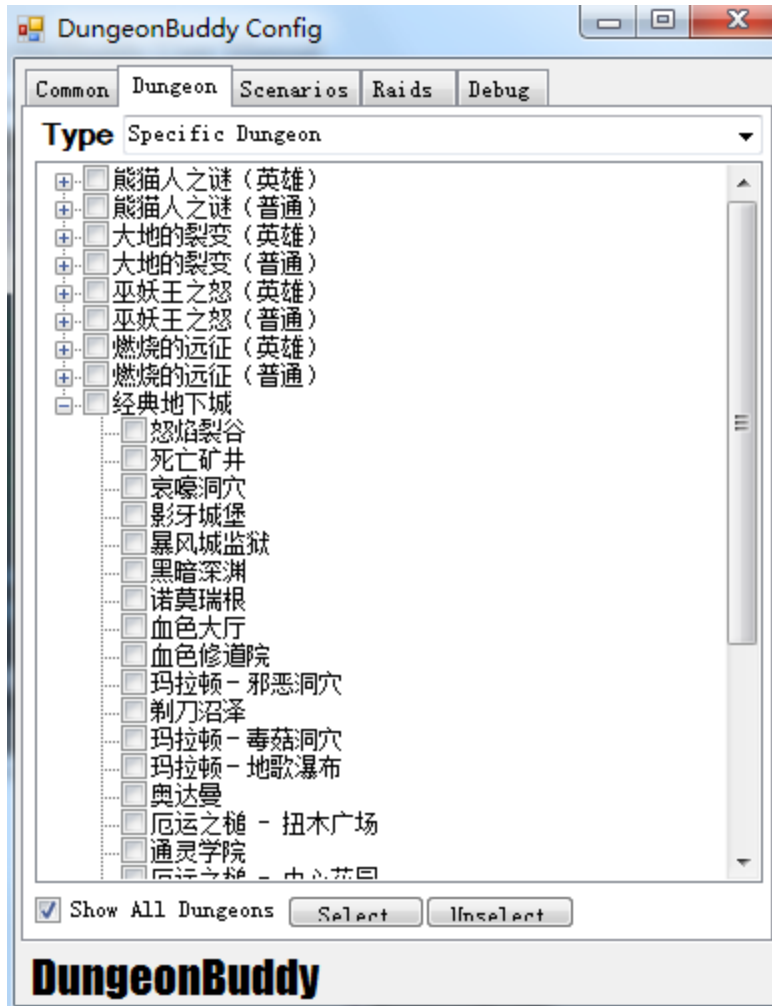 DungeonBuddy Config
Common Dungeon Scenarios Raids Debug
Type Specific Dungeon
熊猫人之谜（英雄）
熊猫人之谜（普通）
大地的裂变（英雄）
大地的裂变（普通）
巫妖王之怒（英雄）
巫妖王之怒（普通）
燃烧的远征（英雄）
燃烧的远征（普通）
经典地下城
怒焰裂谷
死亡矿井
哀嚎洞穴
影牙城堡
暴风城监狱
黑暗深渊
诺莫瑞根
血色大厅
血色修道院
玛拉顿 - 邪恶洞穴
剃刀沼泽
玛拉顿 - 毒菇洞穴
玛拉顿 - 地歌瀑布
奥达曼
厄运之槌 - 扭木广场
通灵学院
厄运之槌 - 中心花园
Show All Dungeons Select Unselect
DungeonBuddy